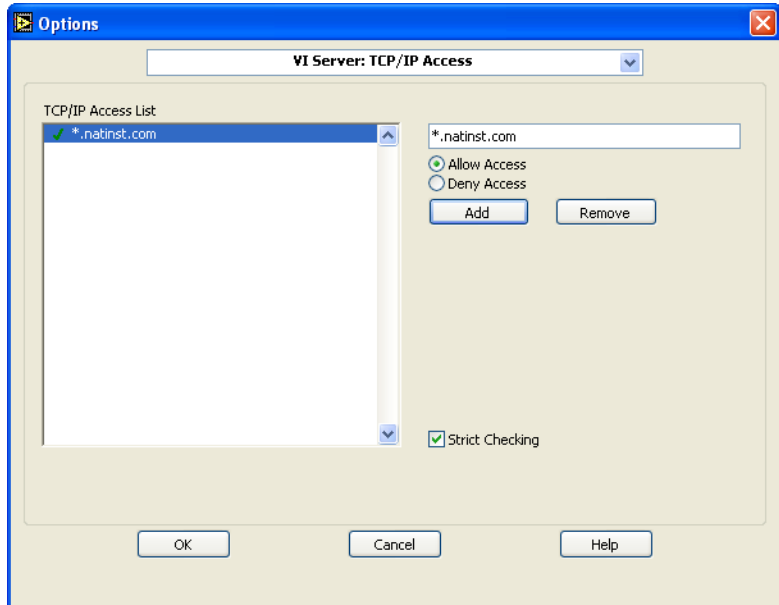 Options
VI Server: TCP/IP Access
TCP/IP Access List
*.natinst.com
*.natinst.com
Allow Access
Deny Access
Add Remove
Strict Checking
OK Cancel Help